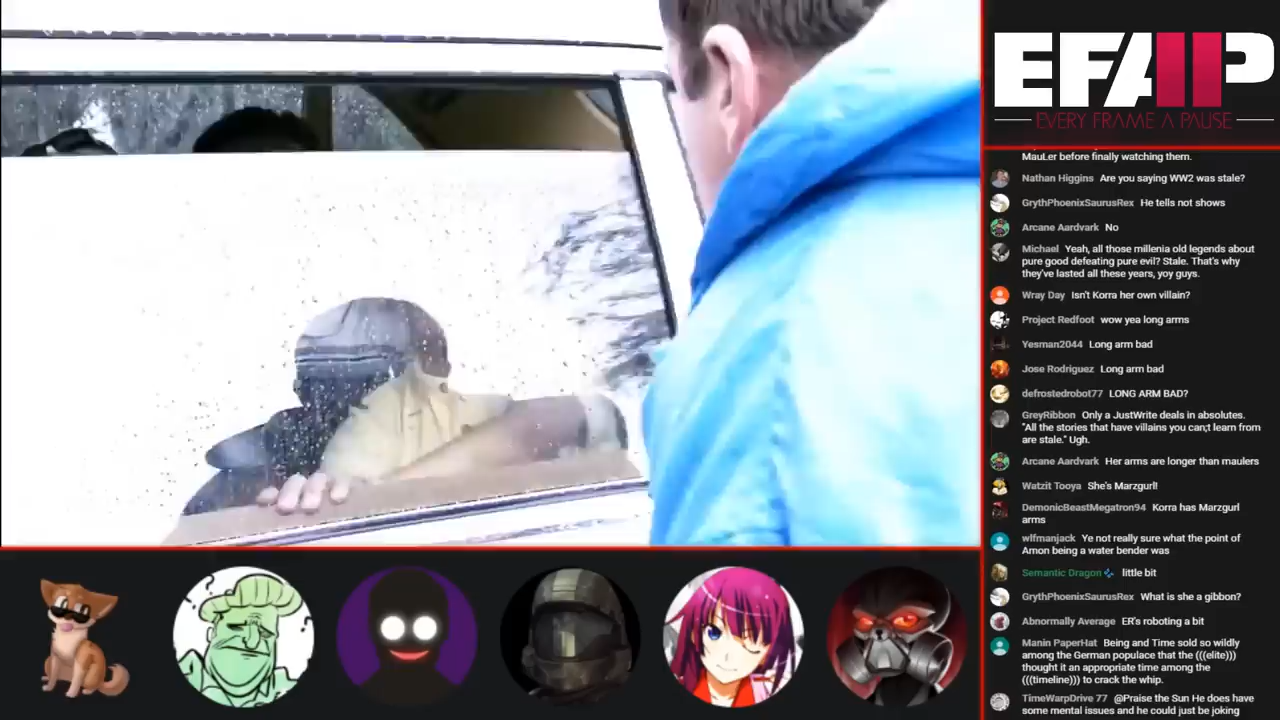 EFAP
EVERY FRAME A PAUSE
MauLer before finally watching them.
Nathan Higgins Are you saying WW2 was stale?
GrythPhoenixSaurusRex He tells not shows
Arcane Aardvark No
Michael Yeah, all those millenia old legends about
pure good defeating pure evil? Stale. That's why
they've lasted all these years, yoy guys.
Wray Day Isn't Korra her own villain?
Project Redfoot wow yea long arms
Yesman2044 Long arm bad
Jose Rodriguez Long arm bad
defrostedrobot77 LONG ARM BAD?
GreyRibbon Only a JustWrite deals in absolutes.
"All the stories that have villains you can;t learn from
are stale." Ugh.
Arcane Aardvark Her arms are longer than maulers
Watzit Tooya She's Marzgurl!
DemonicBeastMegatron94 Korra has Marzgurl
arms
wlfmanjack Ye not really sure what the point of
Amon being a water bender was
Semantic Dragon little bit
GrythPhoenixSaurusRex What is she a gibbon?
Abnormally Average ER's roboting a bit
Manin PaperHat Being and Time sold so wildly
among the German populace that the (((elite)))
thought it an appropriate time among the
(((timeline))) to crack the whip.
TimeWarpDrive 77 @Praise the Sun He does have
some mental issues and he could just be joking